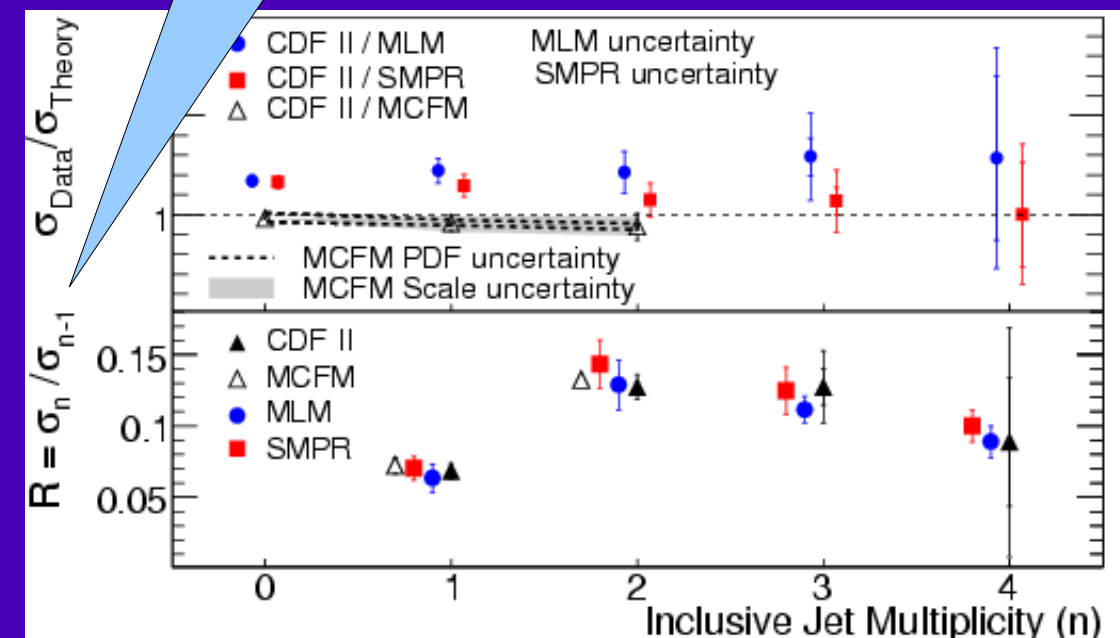 σData/σTheory
CDF II / MLM
CDF II / SMPR
CDF II / MCFM
MLM uncertainty
SMPR uncertainty
1
MCFM PDF uncertainty
MCFM Scale uncertainty
R = σn/σn-1
CDF II
MCFM
MLM
SMPR
0.15
0.1
0.05
0 1 2 3 4
Inclusive Jet Multiplicity (n)